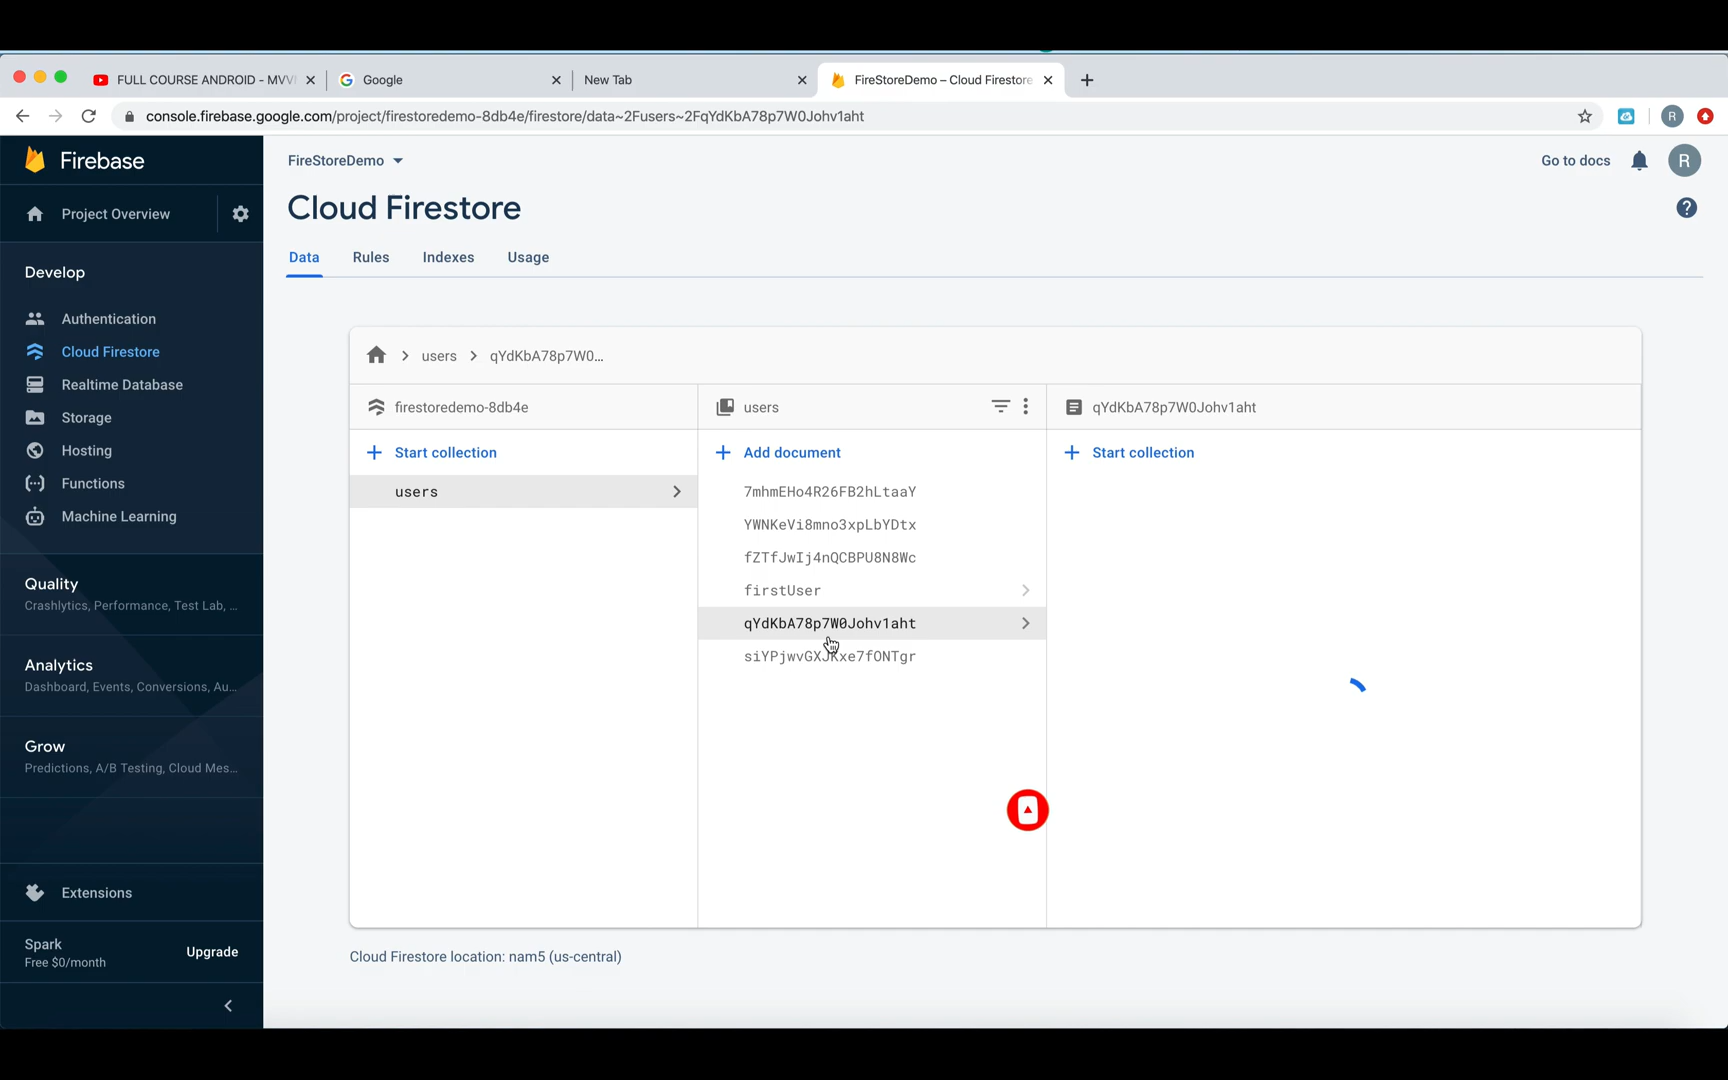 FULL COURSE ANDROID - MVV
Google
New Tab
FireStoreDemo – Cloud Firestore
console.firebase.google.com/project/firestoredemo-8db4e/firestore/data~2Fusers~2FqYdKbA78p7W0Johv1aht
R
Firebase
FireStoreDemo
Go to docs
R
Project Overview
Cloud Firestore
?
Develop
Data
Rules
Indexes
Usage
Authentication
Cloud Firestore
Realtime Database
Storage
Hosting
Functions
Machine Learning
users
qYdKbA78p7W0...
firestoredemo-8db4e
users
qYdKbA78p7W0Johv1aht
Start collection
Add document
Start collection
users
7mhmEHo4R26FB2hLtaaY
YWNKeVi8mno3xpLbYDtx
fZTfJwIj4nQCBPU8N8Wc
firstUser
qYdKbA78p7W0Johv1aht
siYPjwvGXJKxe7fONTgr
Quality
Crashlytics, Performance, Test Lab, ...
Analytics
Dashboard, Events, Conversions, Au...
Grow
Predictions, A/B Testing, Cloud Mes...
Extensions
Spark
Free $0/month
Upgrade
Cloud Firestore location: nam5 (us-central)